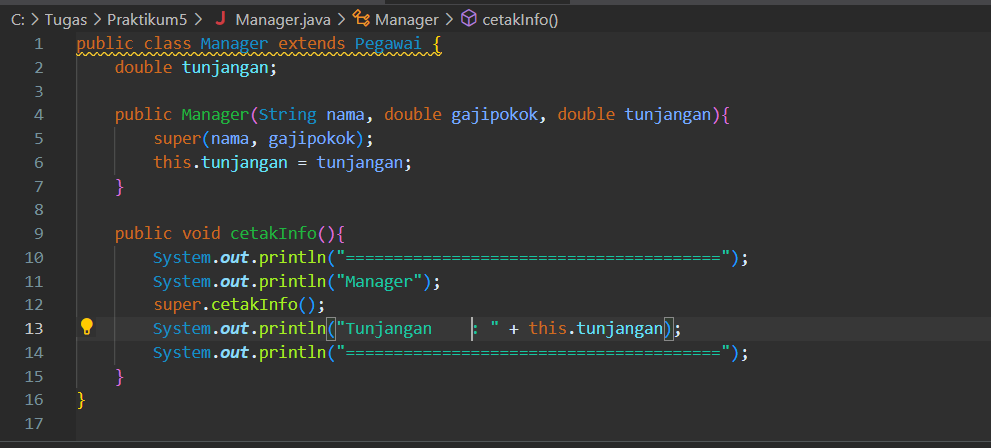 C: > Tugas > Praktikum5 > J Manager.java > Manager > cetakInfo()
1 public class Manager extends Pegawai {
2     double tunjangan;
3
4     public Manager(String nama, double gajipokok, double tunjangan){
5         super(nama, gajipokok);
6         this.tunjangan = tunjangan;
7     }
8
9     public void cetakInfo(){
10         System.out.println("=======================================");
11         System.out.println("Manager");
12         super.cetakInfo();
13         System.out.println("Tunjangan    : " + this.tunjangan);
14         System.out.println("=======================================");
15     }
16 }
17